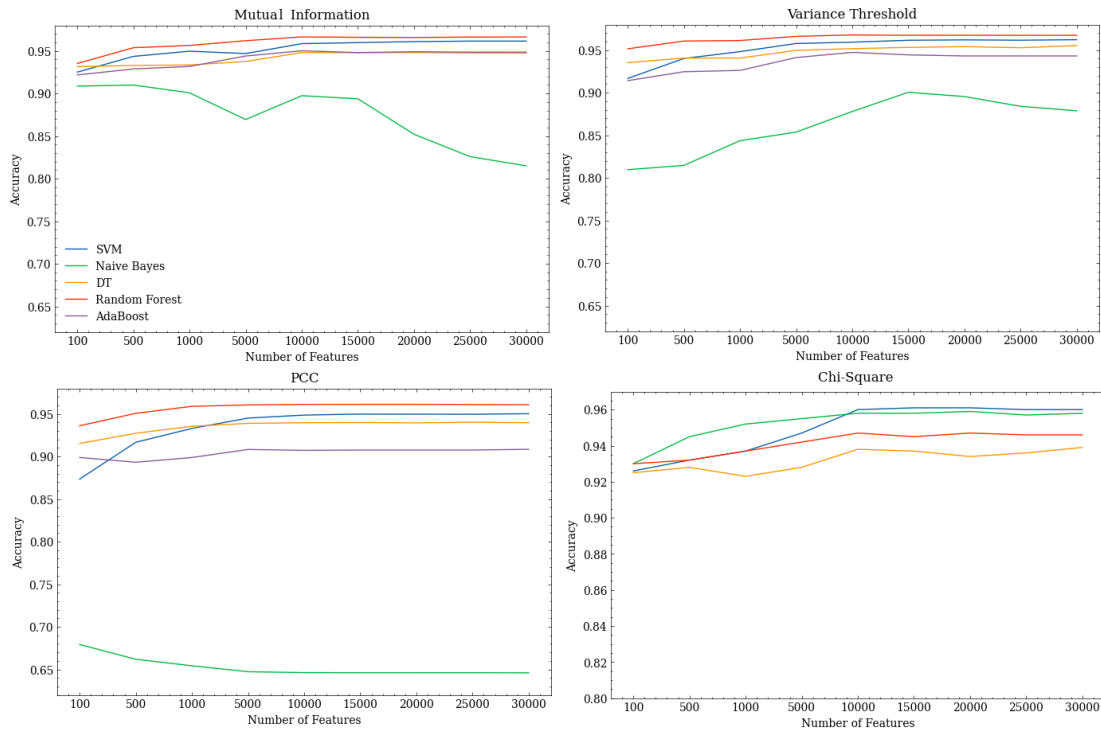 Mutual Information
Accuracy
0.95
0.90
0.85
0.80
0.75
0.70
0.65
SVM
Naive Bayes
DT
Random Forest
AdaBoost
100 500 1000 5000 10000 15000 20000 25000 30000
Number of Features
Variance Threshold
Accuracy
0.95
0.90
0.85
0.80
0.75
0.70
0.65
100 500 1000 5000 10000 15000 20000 25000 30000
Number of Features
PCC
Accuracy
0.95
0.90
0.85
0.80
0.75
0.70
0.65
100 500 1000 5000 10000 15000 20000 25000 30000
Number of Features
Chi-Square
Accuracy
0.96
0.94
0.92
0.90
0.88
0.86
0.84
0.82
0.80
100 500 1000 5000 10000 15000 20000 25000 30000
Number of Features